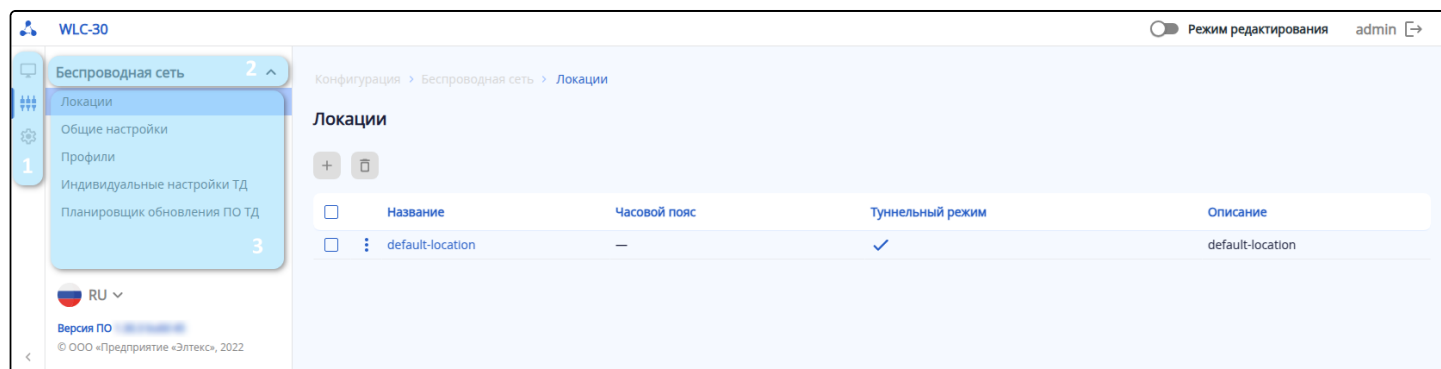 WLC-30
Режим редактирования
admin
Беспроводная сеть 2
Локации
Общие настройки
Профили
Индивидуальные настройки ТД
Планировщик обновления ПО ТД
1
3
RU
Версия ПО
© ООО «Предприятие «Элтекс», 2022
Конфигурация > Беспроводная сеть > Локации
Локации
Название Часовой пояс Туннельный режим Описание
default-location — default-location